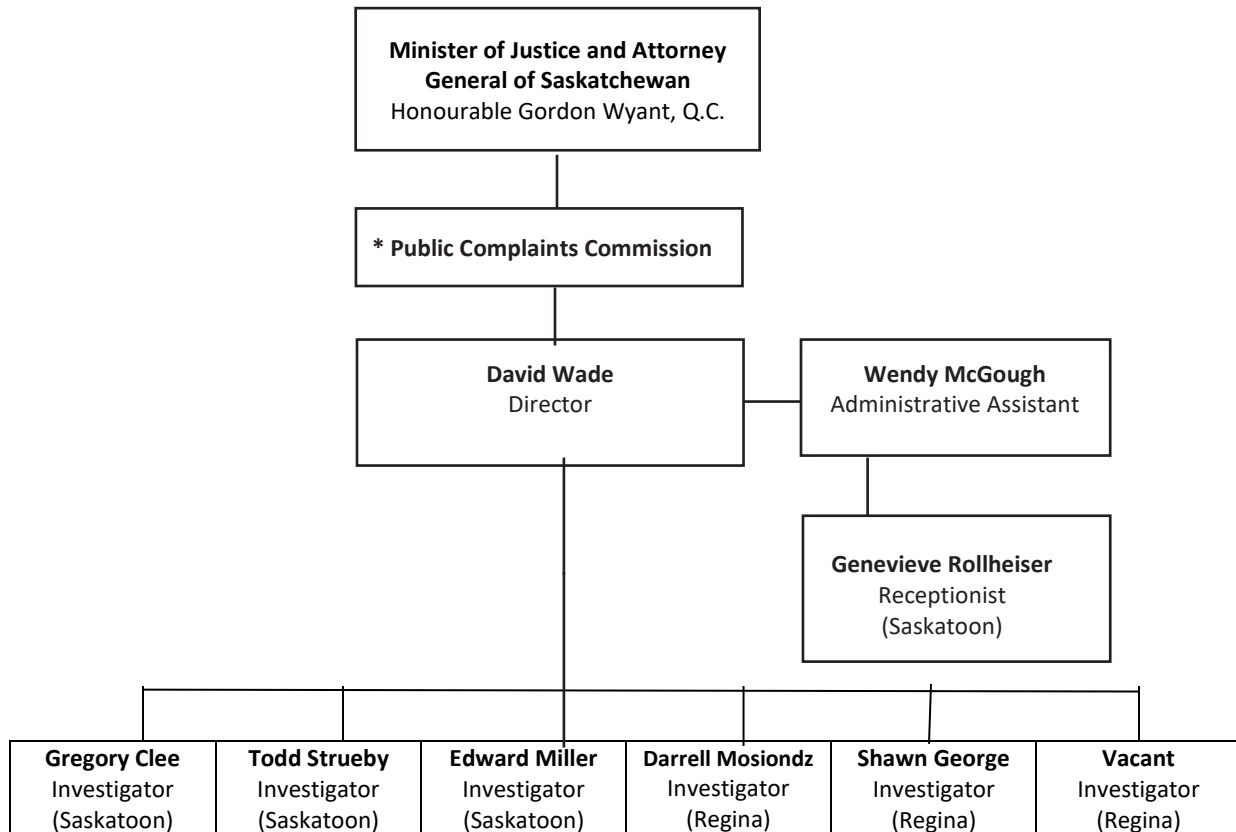 Minister of Justice and Attorney
General of Saskatchewan
Honourable Gordon Wyant, Q.C.
* Public Complaints Commission
David Wade
Director
Wendy McGough
Administrative Assistant
Genevieve Rollheiser
Receptionist
(Saskatoon)
Gregory Clee
Investigator
(Saskatoon)
Todd Strueby
Investigator
(Saskatoon)
Edward Miller
Investigator
(Saskatoon)
Darrell Mosiondz
Investigator
(Regina)
Shawn George
Investigator
(Regina)
Vacant
Investigator
(Regina)